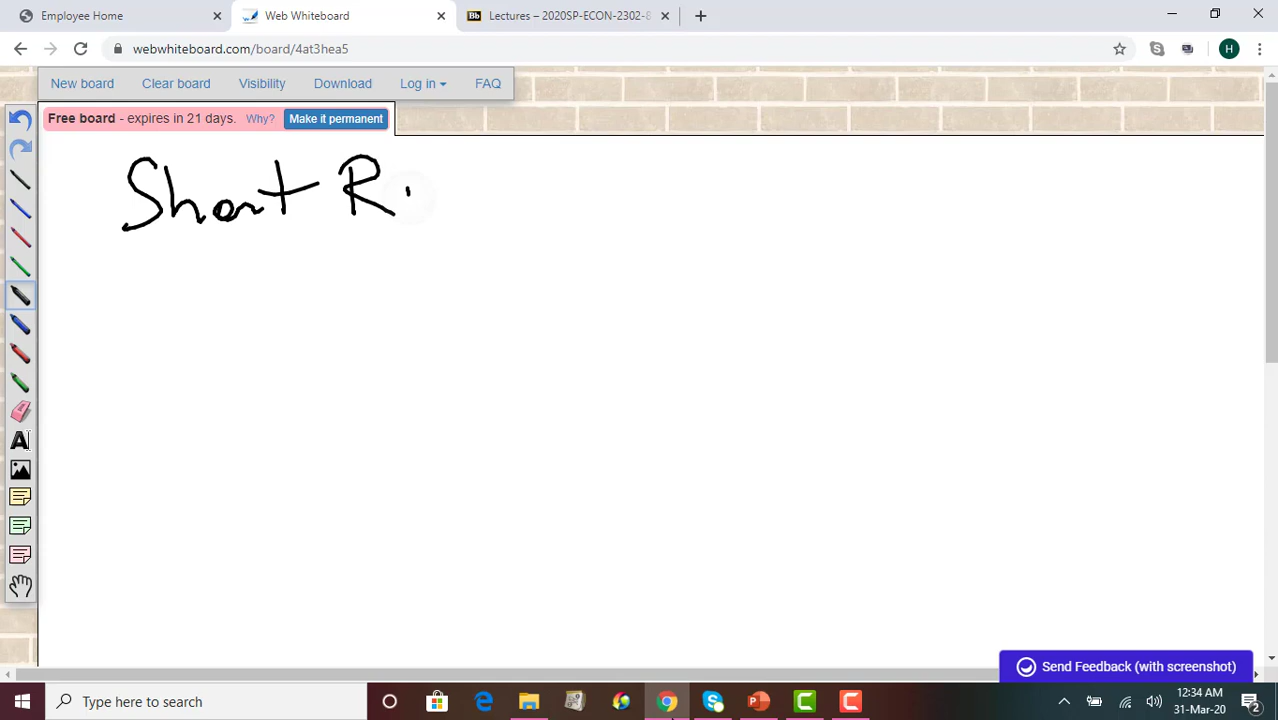 Employee Home
Web Whiteboard
Lectures – 2020SP-ECON-2302-8
webwhiteboard.com/board/4at3hea5
H
New board
Clear board
Visibility
Download
Log in
FAQ
Free board - expires in 21 days.
Why?
Make it permanent
Short R
A
Send Feedback (with screenshot)
Type here to search
12:34 AM
31-Mar-20
2